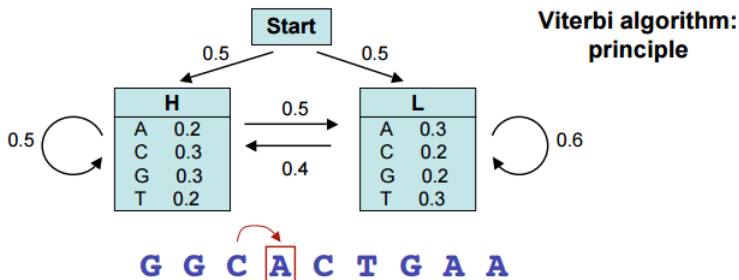 Viterbi algorithm:
principle
Start
0.5 0.5
H L
0.5 0.5 0.6
A 0.2 A 0.3
C 0.3 C 0.2
0.4
G 0.3 G 0.2
T 0.2 T 0.3
G G C A C T G A A